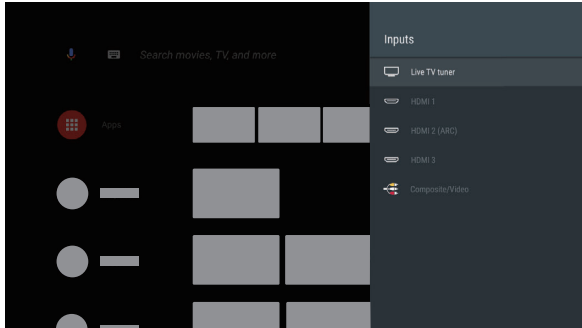 Search movies, TV, and more
Apps
Inputs
Live TV tuner
HDMI 1
HDMI 2 (ARC)
HDMI 3
Composite/Video